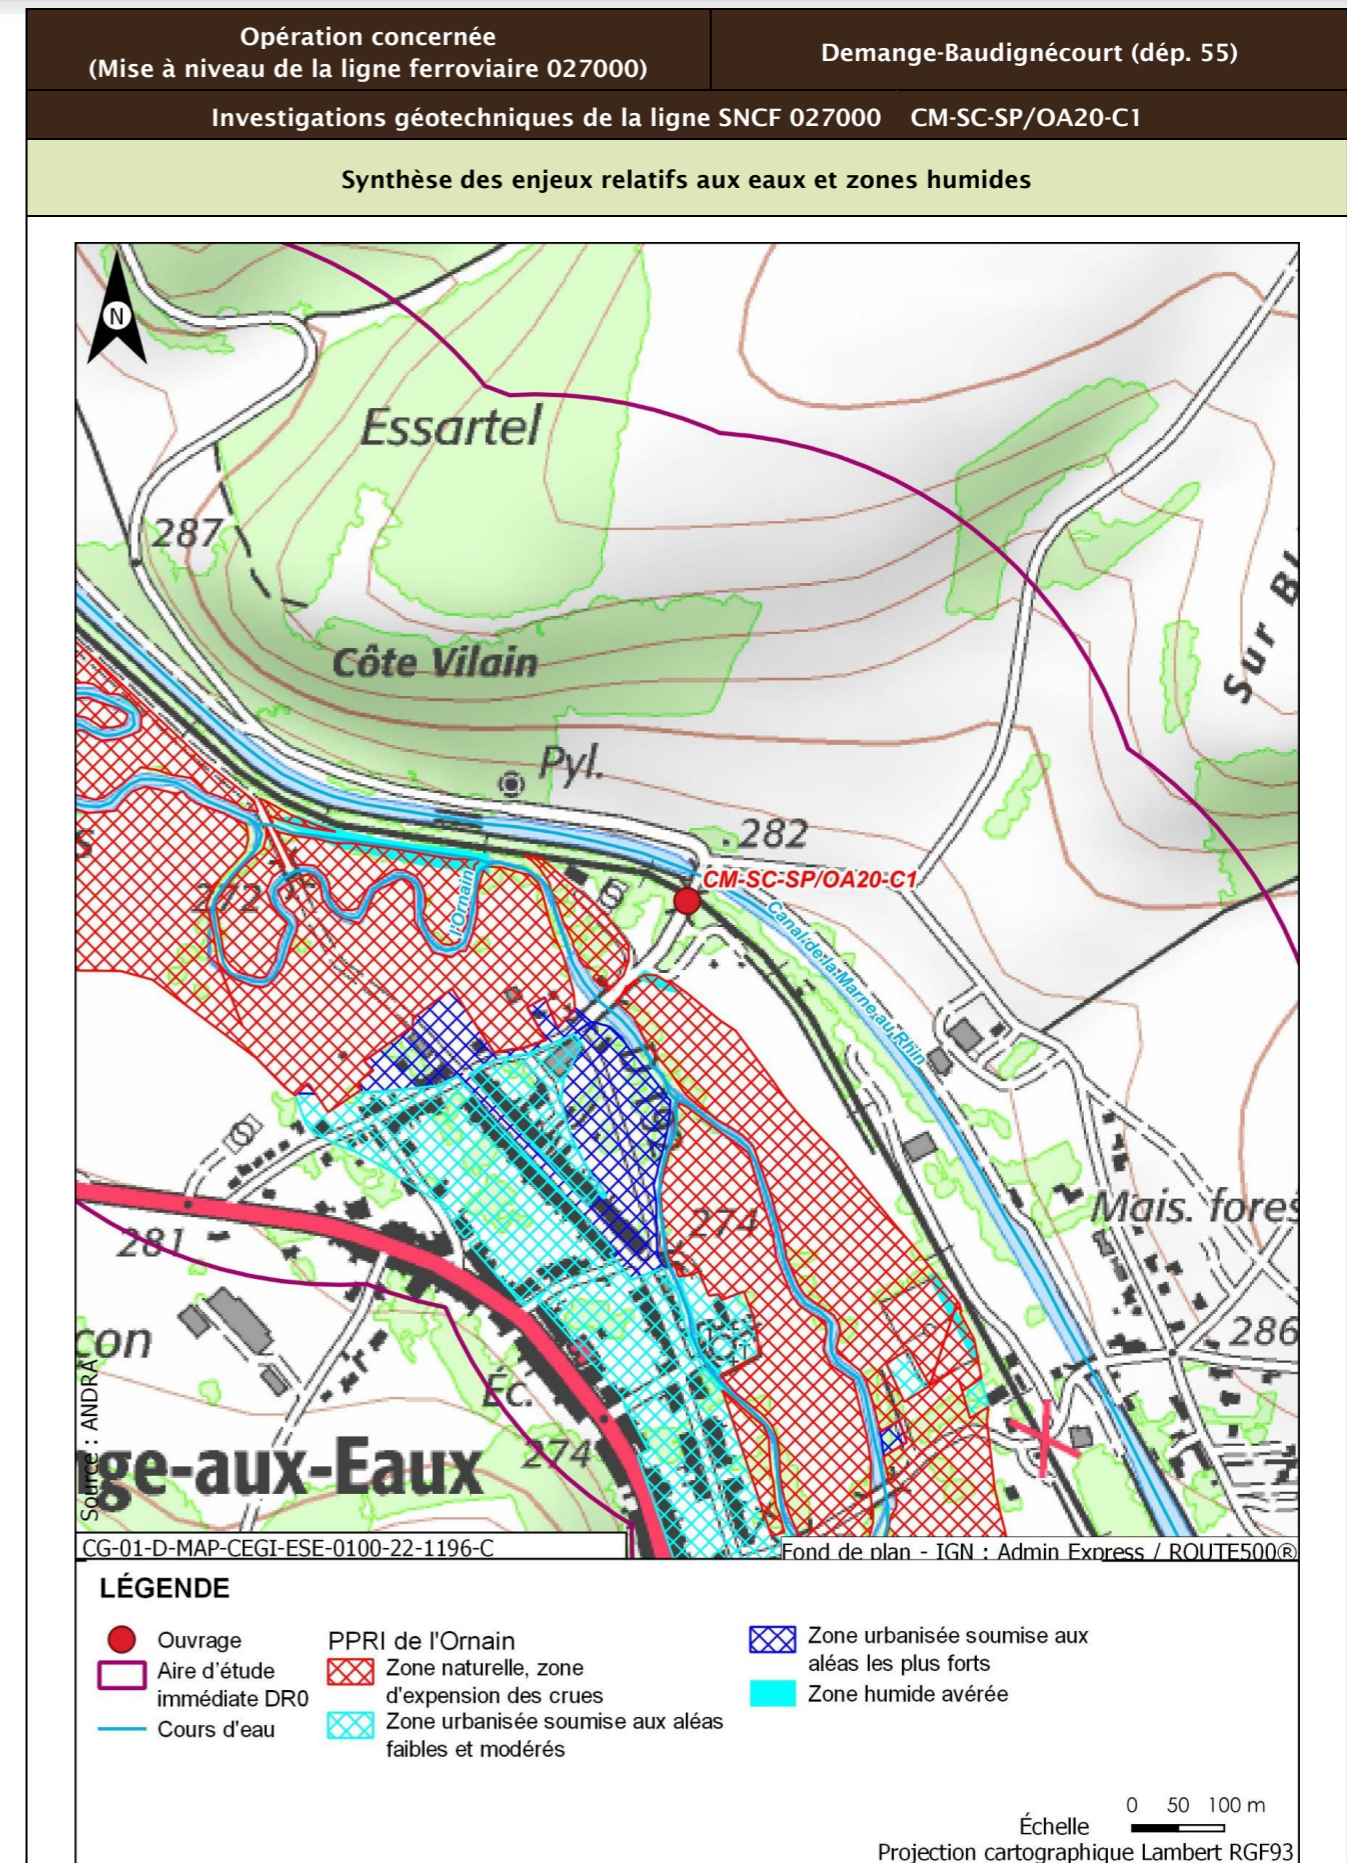 Opération concernée
(Mise à niveau de la ligne ferroviaire 027000)
Demange-Baudignécourt (dép. 55)
Investigations géotechniques de la ligne SNCF 027000 CM-SC-SP/OA20-C1
Synthèse des enjeux relatifs aux eaux et zones humides
N
Essartel
287
Sur Bl
Côte Vilain
Pyl.
282
CM-SC-SP/OA20-C1
272
l'Ornain
Canal de la Marne au Rhin
s
274
Mais. fores
281
286
con
Éc.
274
ge-aux-Eaux
Source : ANDRA
CG-01-D-MAP-CEGI-ESE-0100-22-1196-C
Fond de plan - IGN : Admin Express / ROUTE500®
LÉGENDE
Ouvrage
Aire d'étude
immédiate DR0
Cours d'eau
PPRI de l'Ornain
Zone naturelle, zone
d'expension des crues
Zone urbanisée soumise aux aléas
faibles et modérés
Zone urbanisée soumise aux
aléas les plus forts
Zone humide avérée
0 50 100 m
Échelle
Projection cartographique Lambert RGF93